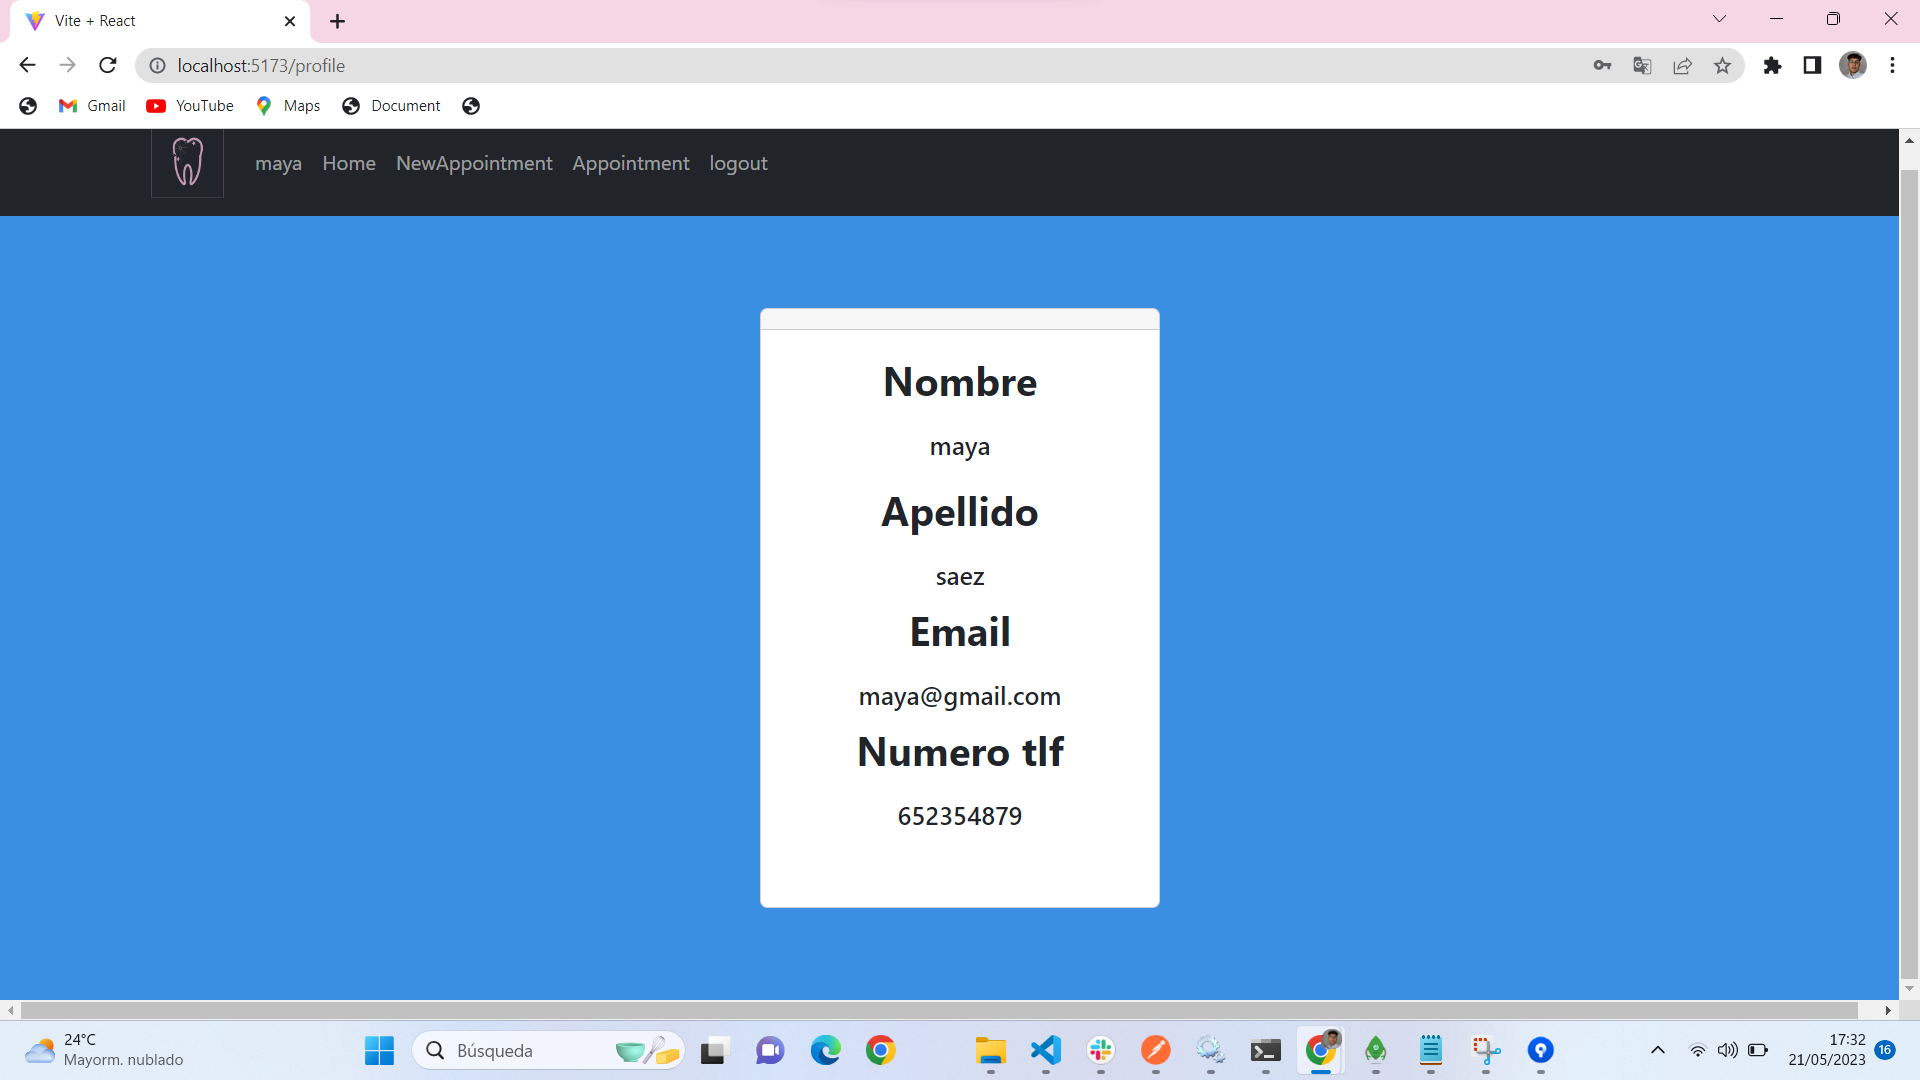 Vite + React
localhost:5173/profile
Gmail YouTube Maps Document
maya Home NewAppointment Appointment logout
Nombre
maya
Apellido
saez
Email
maya@gmail.com
Numero tlf
652354879
24°C
Mayorm. nublado
Búsqueda
17:32
21/05/2023
16